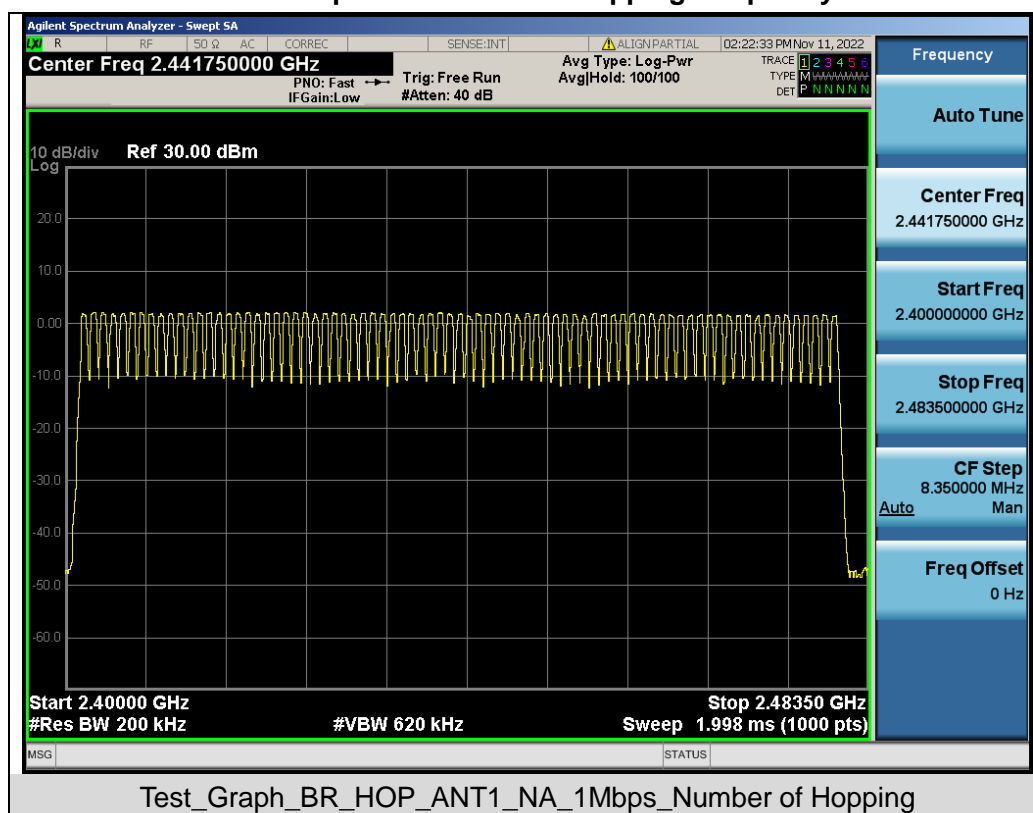 Agilent Spectrum Analyzer - Swept SA
LXI R RF 50 Ω AC CORREC SENSE:INT ALIGN PARTIAL 02:22:33 PM Nov 11, 2022
Center Freq 2.441750000 GHz
PNO: Fast
IFGain:Low
Trig: Free Run
#Atten: 40 dB
Avg Type: Log-Pwr
Avg|Hold: 100/100
TRACE 1 2 3 4 5 6
TYPE M
DET P N N N N N
10 dB/div Ref 30.00 dBm
Log
20.0
10.0
0.00
-10.0
-20.0
-30.0
-40.0
-50.0
-60.0
Start 2.40000 GHz Stop 2.48350 GHz
#Res BW 200 kHz #VBW 620 kHz Sweep 1.998 ms (1000 pts)
MSG STATUS
Frequency
Auto Tune
Center Freq
2.441750000 GHz
Start Freq
2.400000000 GHz
Stop Freq
2.483500000 GHz
CF Step
8.350000 MHz
Auto Man
Freq Offset
0 Hz
Test_Graph_BR_HOP_ANT1_NA_1Mbps_Number of Hopping